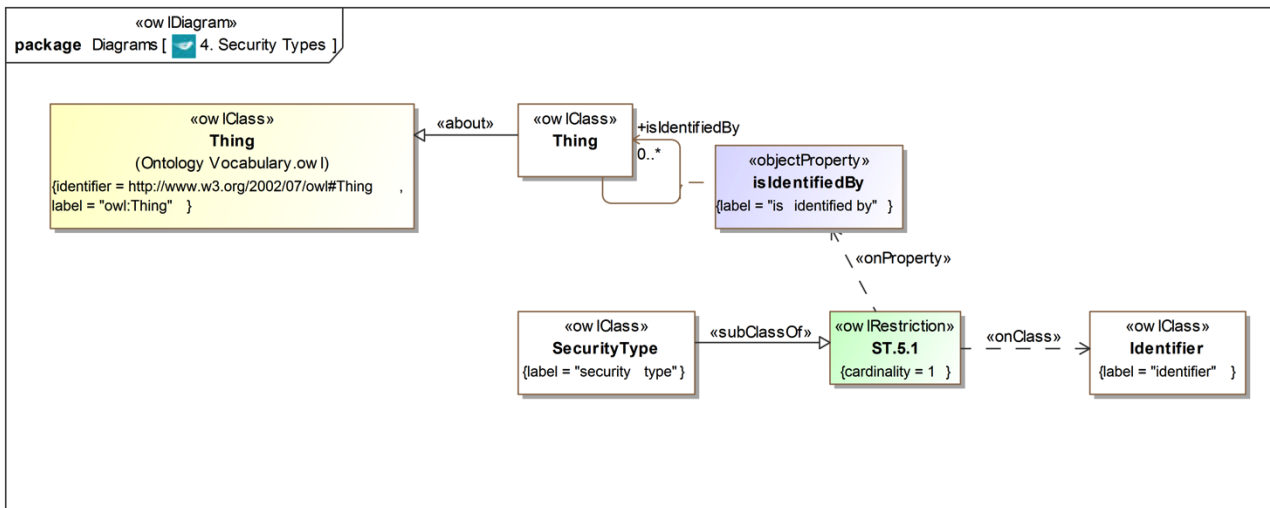 «owlDiagram»
package Diagrams [ 4. Security Types ]
«owlClass»
Thing
(Ontology Vocabulary.owl)
{identifier = http://www.w3.org/2002/07/owl#Thing ,
label = "owl:Thing" }
«about»
«owlClass»
Thing
+isIdentifiedBy
0..*
«objectProperty»
isIdentifiedBy
{label = "is identified by" }
«onProperty»
«owlClass»
SecurityType
{label = "security type"}
«subClassOf»
«owlRestriction»
ST.5.1
{cardinality = 1 }
«onClass»
«owlClass»
Identifier
{label = "identifier" }